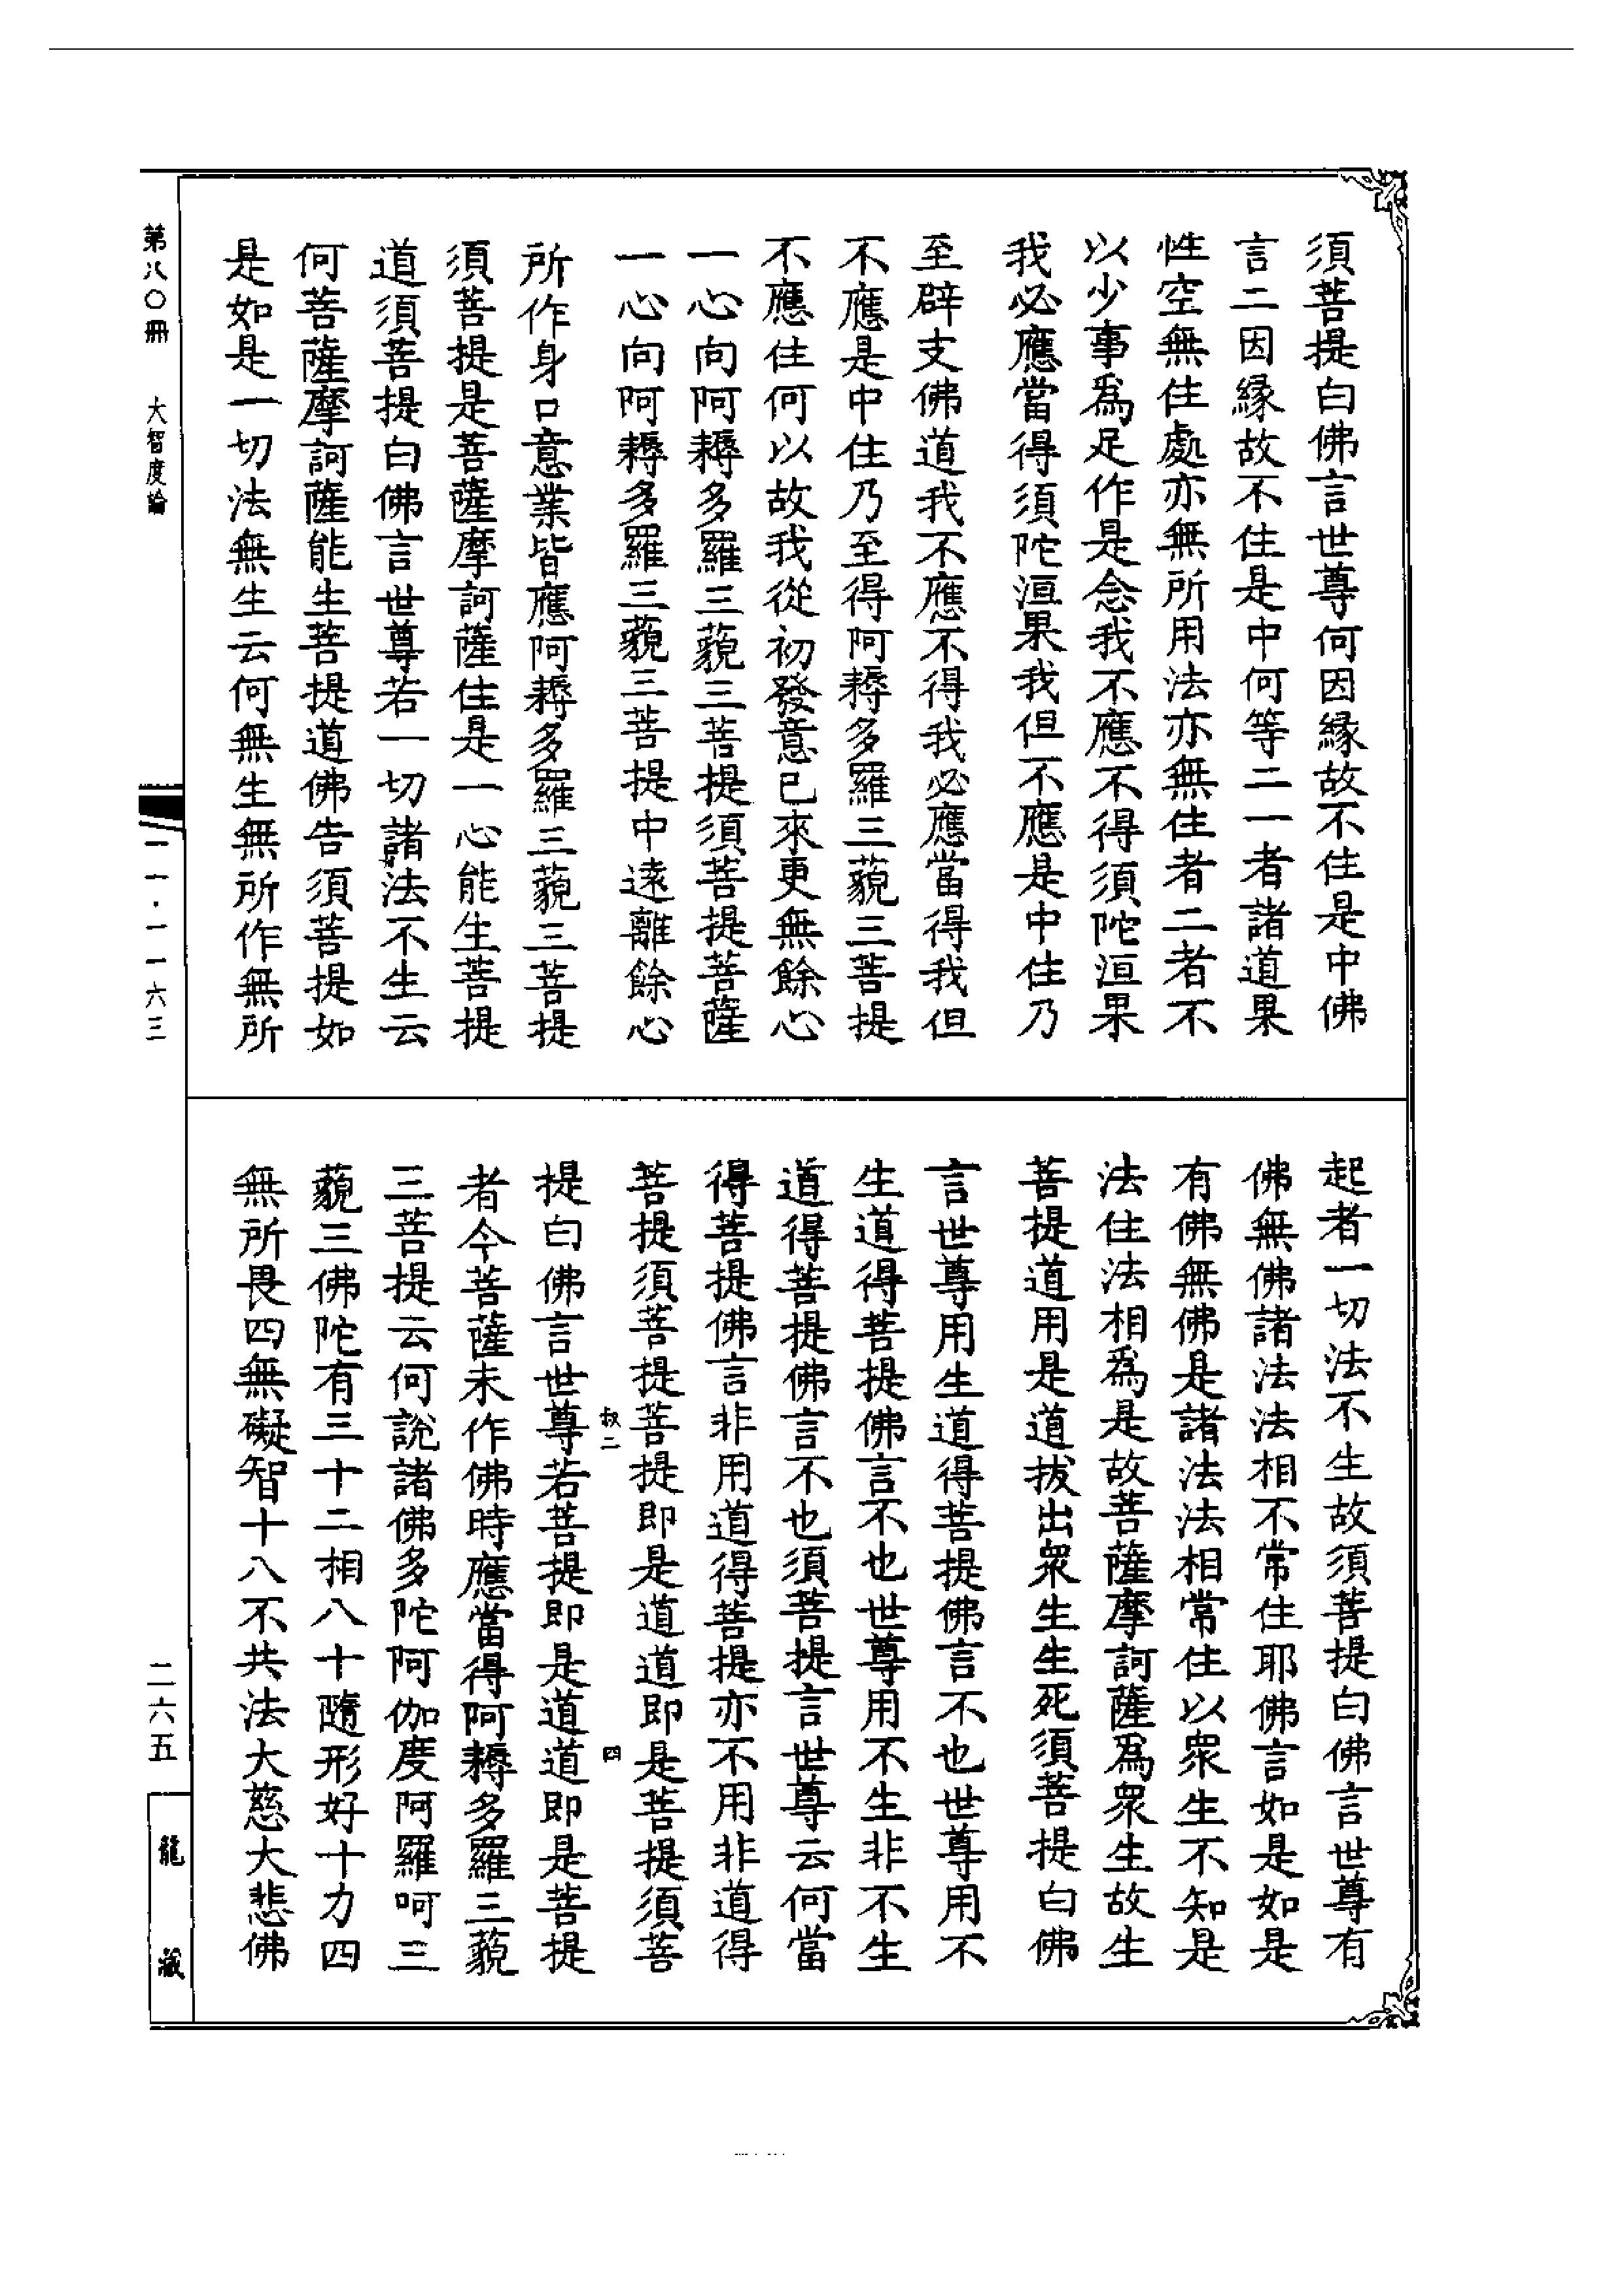 須菩提白佛言世尊何因緣故不住是中佛
言二因緣故不住是中何等二一者諸道果
性空無住處亦無所用法亦無住者二者不
以少事爲足作是念我不應不得須陀洹果
我必應當得須陀洹果我但不應是中住乃
至辟支佛道我不應不得我必應當得我但
不應是中住乃至得阿耨多羅三藐三菩提
不應住何以故我從初發意已來更無餘心
一心向阿耨多羅三藐三菩提須菩提菩薩
一心向阿耨多羅三藐三菩提中遠離餘心
所作身口意業皆應阿耨多羅三藐三菩提
須菩提是菩薩摩訶薩住是一心能生菩提
道須菩提白佛言世尊若一切諸法不生云
何菩薩摩訶薩能生菩提道佛告須菩提如
是如是一切法無生云何無生無所作無所
起者一切法不生故須菩提白佛言世尊有
佛無佛諸法法相不常住耶佛言如是如是
有佛無佛是諸法法相常住以衆生不知是
法住法相爲是故菩薩摩訶薩爲衆生故生
菩提道用是道拔出衆生生死須菩提白佛
言世尊用生道得菩提佛言不也世尊用不
生道得菩提佛言不也世尊用不生非不生
道得菩提佛言不也須菩提言世尊云何當
得菩提佛言非用道得菩提亦不用非道得
菩提須菩提菩提即是道道即是菩提須菩
叔二 四
提白佛言世尊若菩提即是道道即是菩提
者今菩薩未作佛時應當得阿耨多羅三藐
三菩提云何說諸佛多陀阿伽度阿羅呵三
藐三佛陀有三十二相八十隨形好十力四
無所畏四無礙智十八不共法大慈大悲佛
第八〇冊 大智度論
一一·一一六三
二六五
龍藏